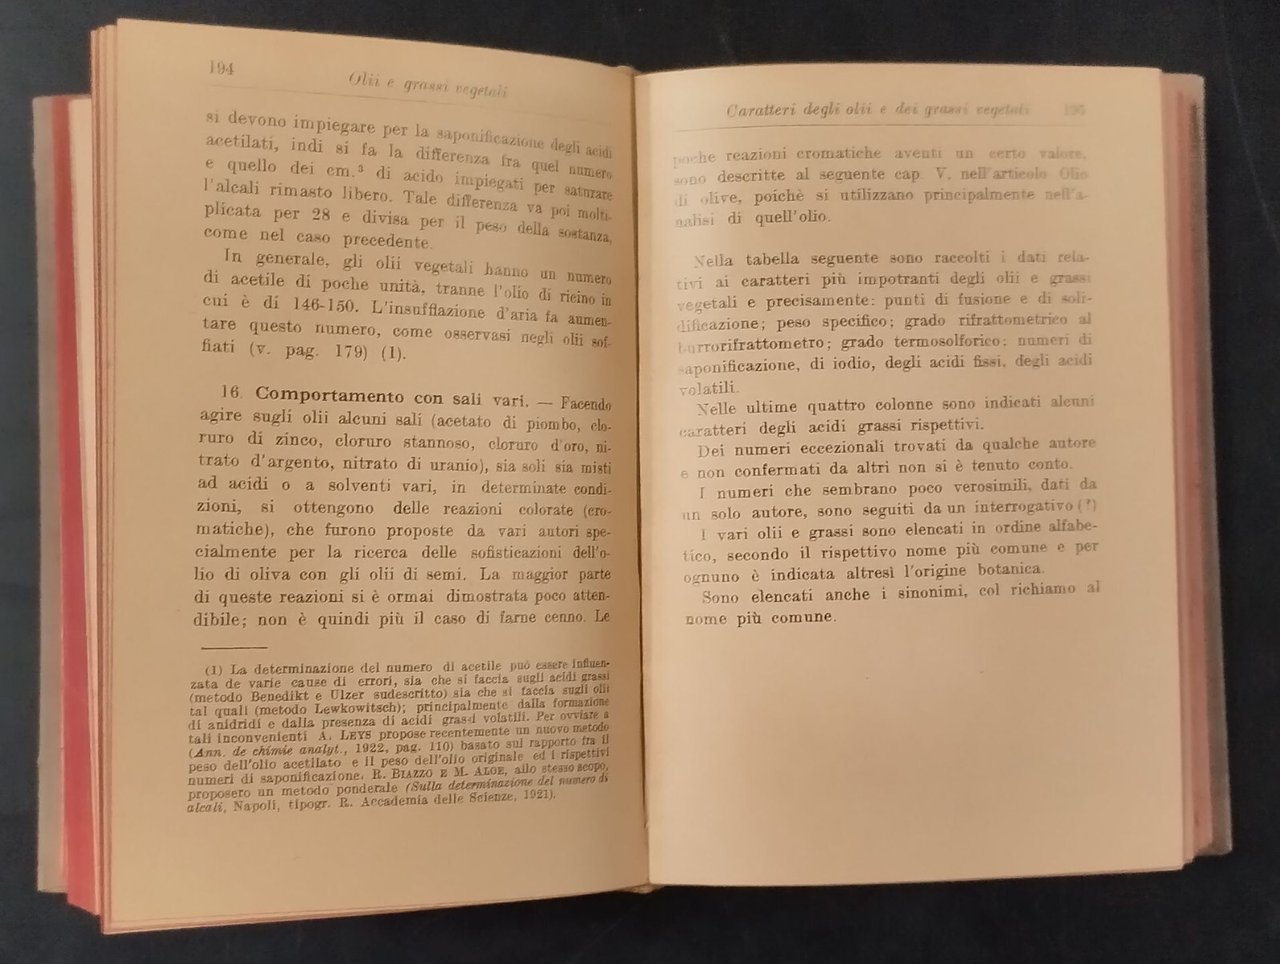 194
Olii e grassi vegetali
si devono impiegare per la saponificazione degli acidi
acetilati, indi si fa la differenza fra quel numero
e quello dei cm.³ di acido impiegati per saturare
l'alcali rimasto libero. Tale differenza va poi molti-
plicata per 28 e divisa per il peso della sostanza,
come nel caso precedente.
In generale, gli olii vegetali hanno un numero
di acetile di poche unità, tranne l'olio di ricino in
cui è di 146-150. L'insufflazione d'aria fa aumen-
tare questo numero, come osservasi negli olii sof-
fiati (v. pag. 179) (1).
16. Comportamento con sali vari. — Facendo
agire sugli olii alcuni sali (acetato di piombo, clo-
ruro di zinco, cloruro stannoso, cloruro d'oro, ni-
trato d'argento, nitrato di uranio), sia soli sia misti
ad acidi o a solventi vari, in determinate condi-
zioni, si ottengono delle reazioni colorate (cro-
matiche), che furono proposte da vari autori spe-
cialmente per la ricerca delle sofisticazioni dell'o-
lio di oliva con gli olii di semi. La maggior parte
di queste reazioni si è ormai dimostrata poco atten-
dibile; non è quindi più il caso di farne cenno. Le
(1) La determinazione del numero di acetile può essere influen-
zata de varie cause di errori, sia che si faccia sugli acidi grassi
(metodo Benedikt e Ulzer sudescritto) sia che si faccia sugli olii
tal quali (metodo Lewkowitsch); principalmente dalla formazione
di anidridi e dalla presenza di acidi grassi volatili. Per ovviare a
tali inconvenienti A. LEYS propose recentemente un nuovo metodo
(Ann. de chimie analyt., 1922, pag. 110) basato sul rapporto fra il
peso dell'olio acetilato e il peso dell'olio originale ed i rispettivi
numeri di saponificazione. R. BIAZZO E M. ALOE, allo stesso scopo,
proposero un metodo ponderale (Sulla determinazione del numero di
alcali, Napoli, tipogr. R. Accademia delle Scienze, 1921).
Caratteri degli olii e dei grassi vegetali 195
poche reazioni cromatiche aventi un certo valore,
sono descritte al seguente cap. V, nell'articolo Olio
di olive, poichè si utilizzano principalmente nell'a-
nalisi di quell'olio.
Nella tabella seguente sono raccolti i dati rela-
tivi ai caratteri più impotranti degli olii e grassi
vegetali e precisamente: punti di fusione e di soli-
dificazione; peso specifico; grado rifrattometrico al
burrorifrattometro; grado termosolforico; numeri di
saponificazione, di iodio, degli acidi fissi, degli acidi
volatili.
Nelle ultime quattro colonne sono indicati alcuni
caratteri degli acidi grassi rispettivi.
Dei numeri eccezionali trovati da qualche autore
e non confermati da altri non si è tenuto conto.
I numeri che sembrano poco verosimili, dati da
un solo autore, sono seguiti da un interrogativo (?)
I vari olii e grassi sono elencati in ordine alfabe-
tico, secondo il rispettivo nome più comune e per
ognuno è indicata altresì l'origine botanica.
Sono elencati anche i sinonimi, col richiamo al
nome più comune.